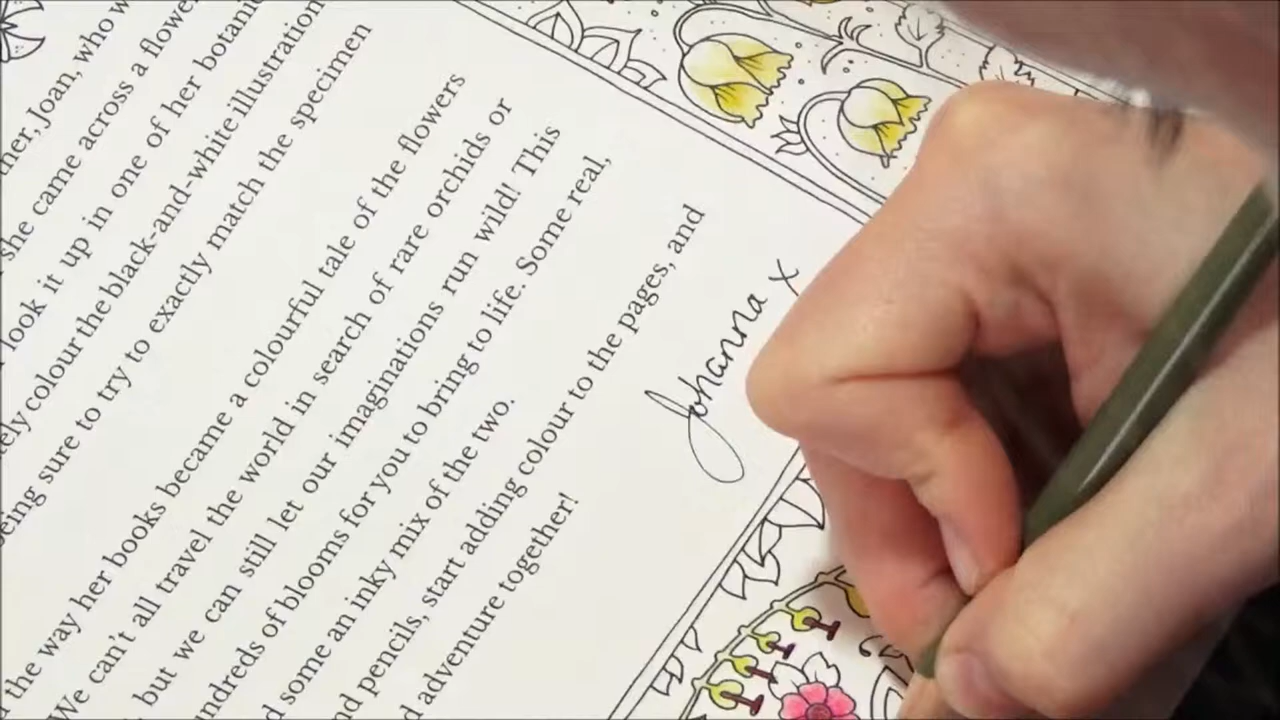 her, Joan, who
she came across a flowe
look it up in one of her botanic
ely colour the black-and-white illustration
eing sure to try to exactly match the specimen
the way her books became a colourful tale of the flowers
We can't all travel the world in search of rare orchids or
, but we can still let our imaginations run wild! This
undreds of blooms for you to bring to life. Some real,
d some an inky mix of the two.
nd pencils, start adding colour to the pages, and
d adventure together!
Johanna x